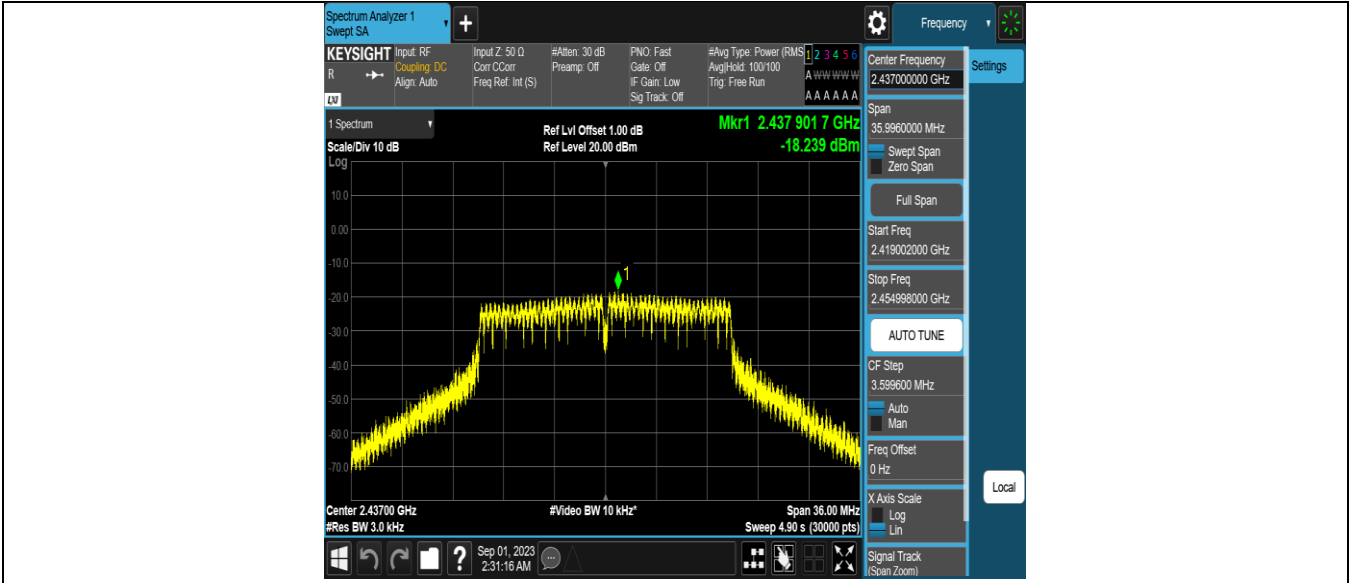 Spectrum Analyzer 1
Swept SA
+
Frequency
KEYSIGHT
R
LXI
Input: RF
Coupling: DC
Align: Auto
Input Z: 50 Ω
Corr CCorr
Freq Ref: Int (S)
#Atten: 30 dB
Preamp: Off
PNO: Fast
Gate: Off
IF Gain: Low
Sig Track: Off
#Avg Type: Power (RMS
Avg|Hold: 100/100
Trig: Free Run
1 2 3 4 5 6
A W W W W W
A A A A A A
1 Spectrum
Scale/Div 10 dB
Log
Ref Lvl Offset 1.00 dB
Ref Level 20.00 dBm
Mkr1 2.437 901 7 GHz
-18.239 dBm
10.0
0.00
-10.0
-20.0
-30.0
-40.0
-50.0
-60.0
-70.0
1
Center 2.43700 GHz
#Res BW 3.0 kHz
#Video BW 10 kHz*
Span 36.00 MHz
Sweep 4.90 s (30000 pts)
?
Sep 01, 2023
2:31:16 AM
Center Frequency
2.437000000 GHz
Span
35.9960000 MHz
Swept Span
Zero Span
Full Span
Start Freq
2.419002000 GHz
Stop Freq
2.454998000 GHz
AUTO TUNE
CF Step
3.599600 MHz
Auto
Man
Freq Offset
0 Hz
X Axis Scale
Log
Lin
Signal Track
(Span Zoom)
Settings
Local